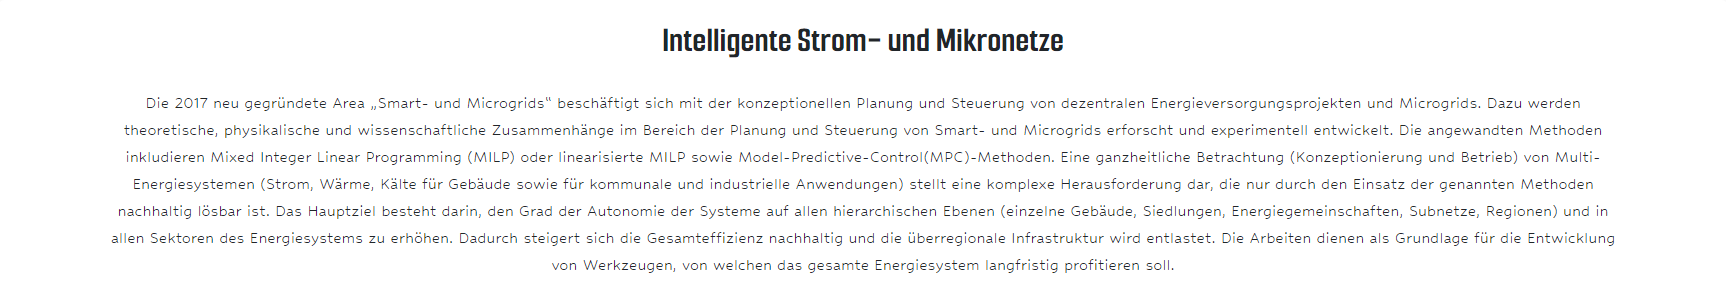 Intelligente Strom- und Mikronetze
Die 2017 neu gegründete Area „Smart- und Microgrids“ beschäftigt sich mit der konzeptionellen Planung und Steuerung von dezentralen Energieversorgungsprojekten und Microgrids. Dazu werden
theoretische, physikalische und wissenschaftliche Zusammenhänge im Bereich der Planung und Steuerung von Smart- und Microgrids erforscht und experimentell entwickelt. Die angewandten Methoden
inkludieren Mixed Integer Linear Programming (MILP) oder linearisierte MILP sowie Model-Predictive-Control(MPC)-Methoden. Eine ganzheitliche Betrachtung (Konzeptionierung und Betrieb) von Multi-
Energiesystemen (Strom, Wärme, Kälte für Gebäude sowie für kommunale und industrielle Anwendungen) stellt eine komplexe Herausforderung dar, die nur durch den Einsatz der genannten Methoden
nachhaltig lösbar ist. Das Hauptziel besteht darin, den Grad der Autonomie der Systeme auf allen hierarchischen Ebenen (einzelne Gebäude, Siedlungen, Energiegemeinschaften, Subnetze, Regionen) und in
allen Sektoren des Energiesystems zu erhöhen. Dadurch steigert sich die Gesamteffizienz nachhaltig und die überregionale Infrastruktur wird entlastet. Die Arbeiten dienen als Grundlage für die Entwicklung
von Werkzeugen, von welchen das gesamte Energiesystem langfristig profitieren soll.